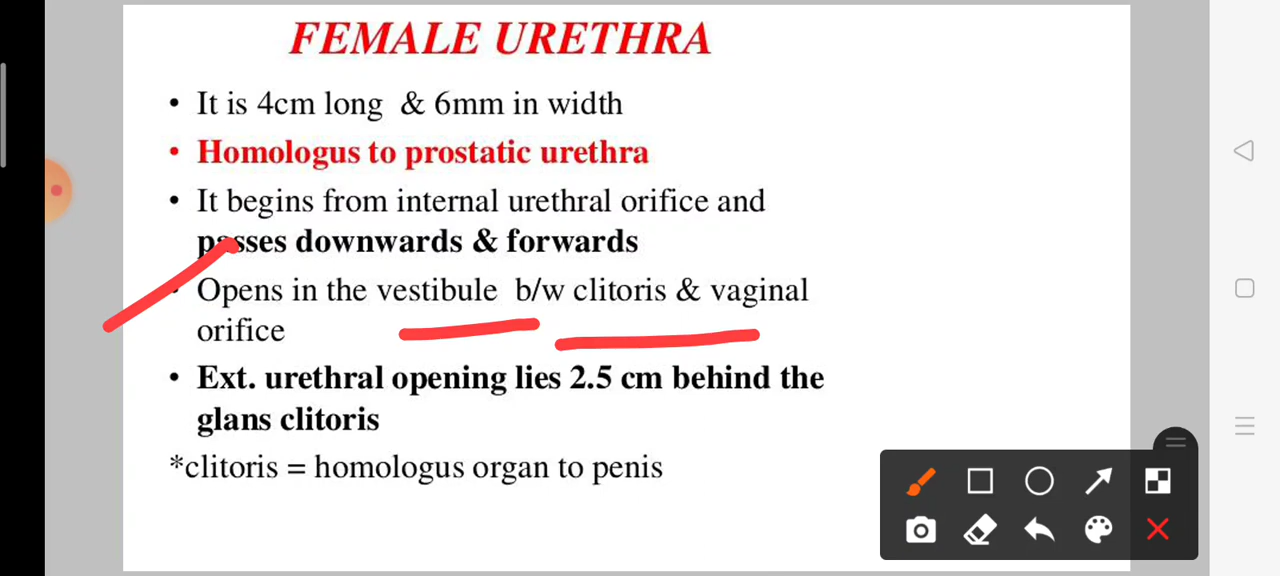 FEMALE URETHRA
• It is 4cm long & 6mm in width
• Homologus to prostatic urethra
• It begins from internal urethral orifice and
passes downwards & forwards
• Opens in the vestibule b/w clitoris & vaginal
orifice
• Ext. urethral opening lies 2.5 cm behind the
glans clitoris
*clitoris = homologus organ to penis